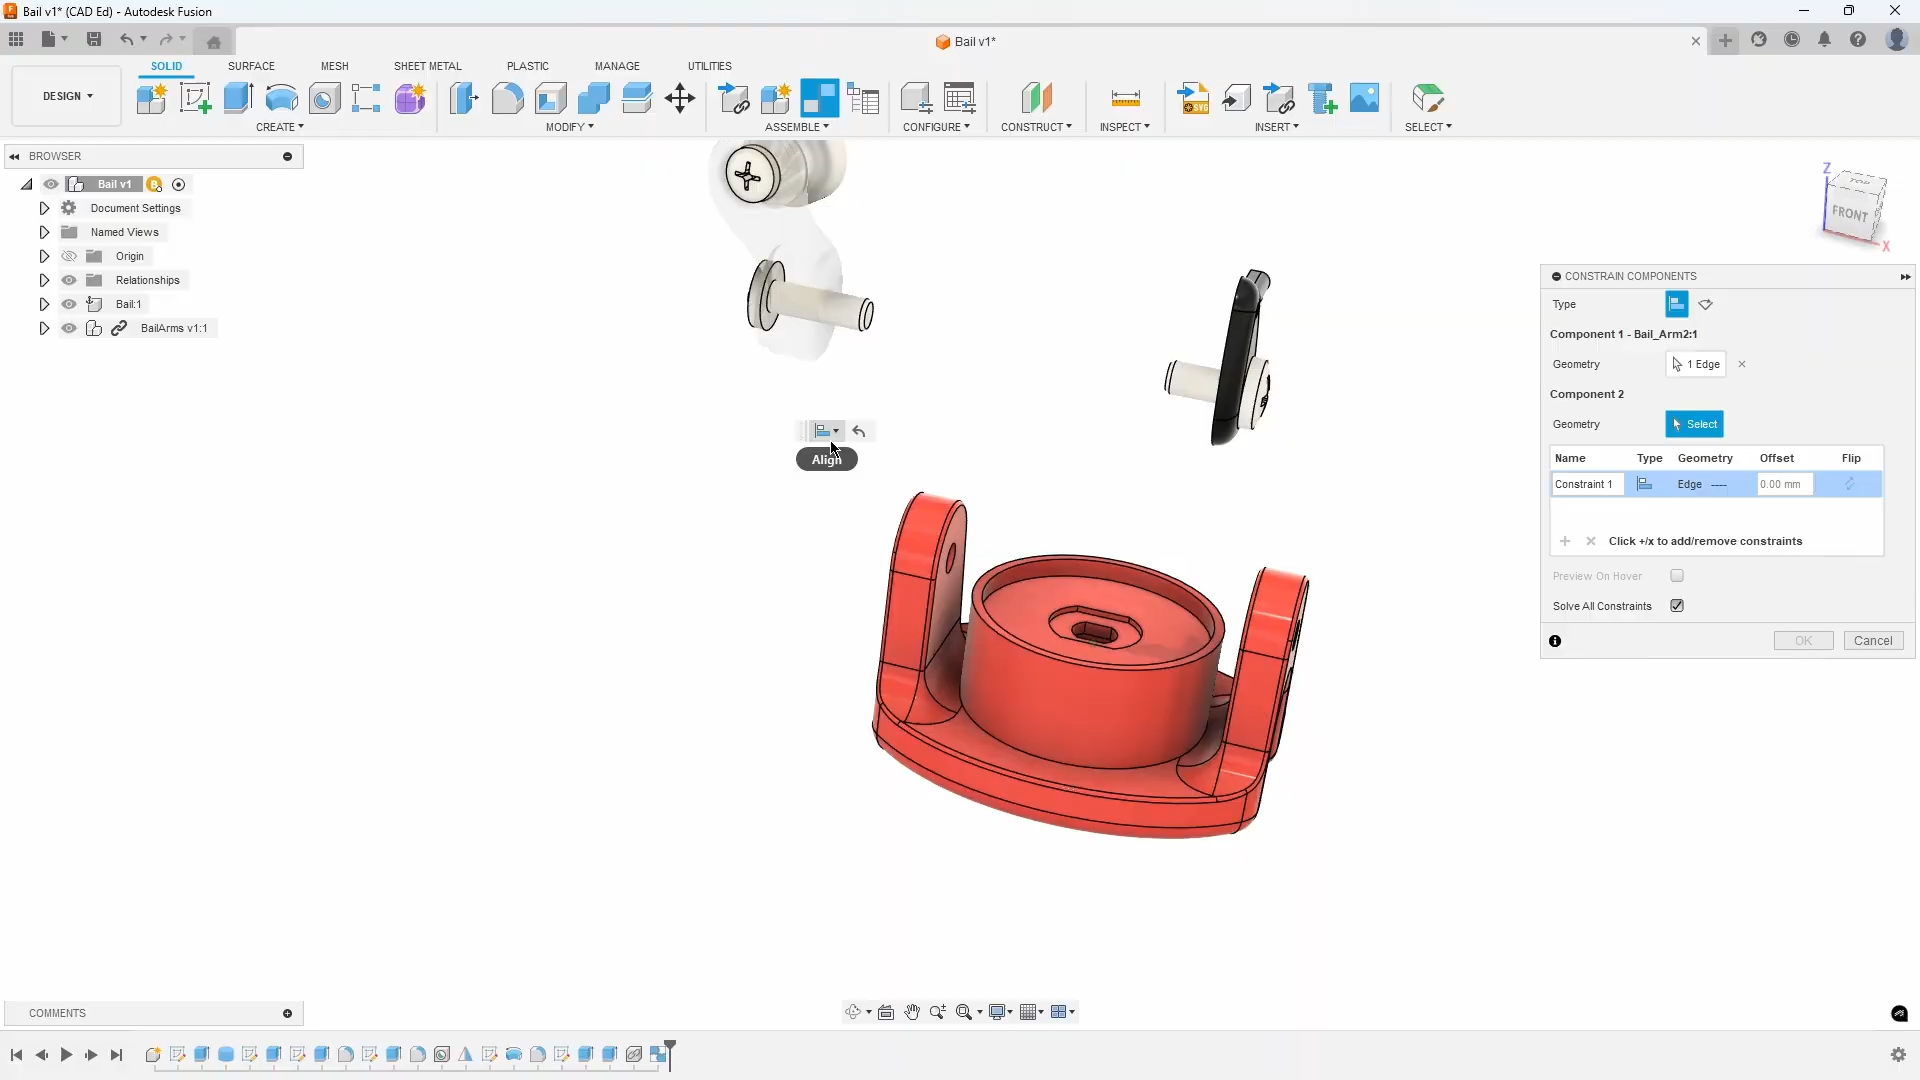 Bail v1* (CAD Ed) - Autodesk Fusion
Bail v1*
DESIGN
SOLID SURFACE MESH SHEET METAL PLASTIC MANAGE UTILITIES
CREATE MODIFY ASSEMBLE CONFIGURE CONSTRUCT INSPECT INSERT SELECT
SVG
BROWSER
Bail v1
Document Settings
Named Views
Origin
Relationships
Bail:1
BailArms v1:1
Align
Z
TOP
FRONT
X
CONSTRAIN COMPONENTS
Type
Component 1 - Bail_Arm2:1
Geometry 1 Edge
Component 2
Geometry Select
Name Type Geometry Offset Flip
Constraint 1 Edge 0.00 mm
Click +/x to add/remove constraints
Preview On Hover
Solve All Constraints
OK Cancel
COMMENTS